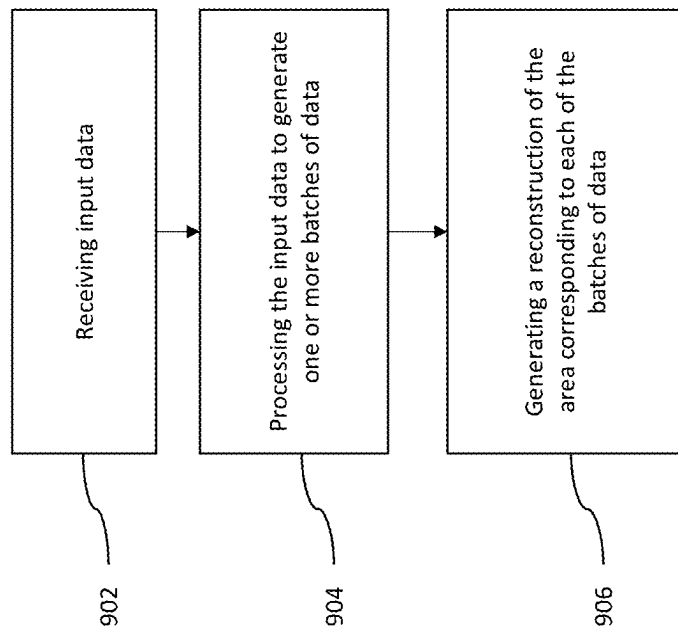 902
Receiving input data
904
Processing the input data to generate
one or more batches of data
906
Generating a reconstruction of the
area corresponding to each of the
batches of data